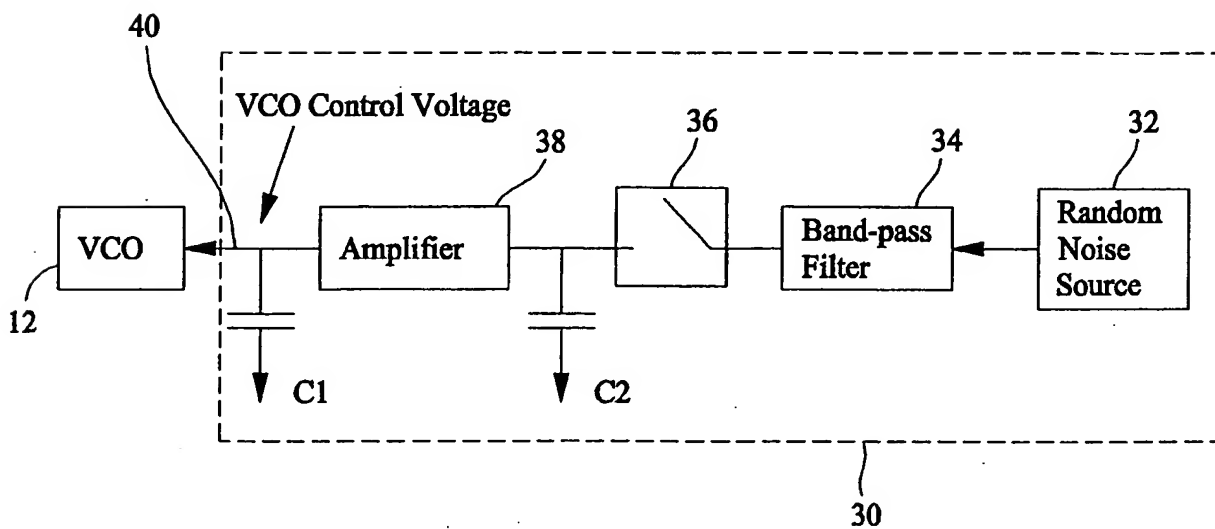 40
VCO Control Voltage
38
36
34
32
VCO
Amplifier
Band-pass
Filter
Random
Noise
Source
12
C1
C2
30